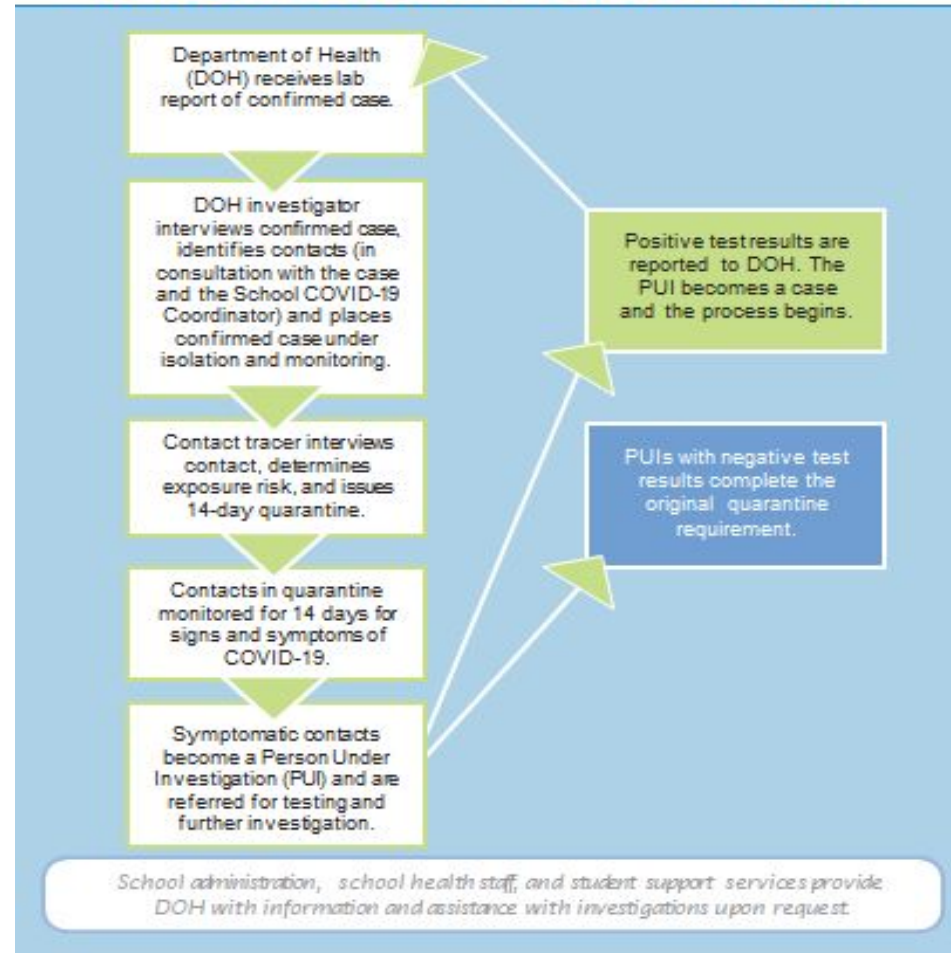 Department of Health
(DOH) receives lab
report of confirmed case.
DOH investigator
interviews confirmed case,
identifies contacts (in
consultation with the case
and the School COVID-19
Coordinator) and places
confirmed case under
isolation and monitoring.
Contact tracer interviews
contact, determines
exposure risk, and issues
14-day quarantine.
Contacts in quarantine
monitored for 14 days for
signs and symptoms of
COVID-19.
Symptomatic contacts
become a Person Under
Investigation (PUI) and are
referred for testing and
further investigation.
Positive test results are
reported to DOH. The
PUI becomes a case
and the process begins.
PUIs with negative test
results complete the
original quarantine
requirement.
School administration, school health staff, and student support services provide
DOH with information and assistance with investigations upon request.